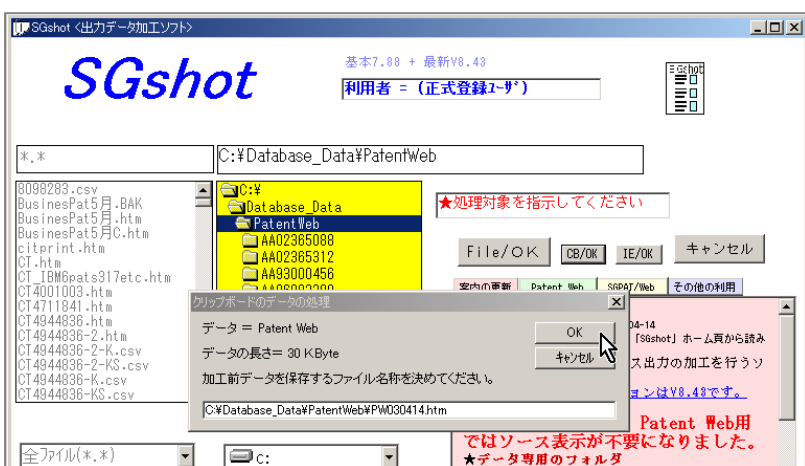 SGshot <出力データ加工ソフト>
SGshot
基本7.88 + 最新V8.43
利用者 = (正式登録ﾕｰｻﾞ)
SGshot
*.*
C:¥Database_Data¥PatentWeb
8098283.csv
BusinesPat5月.BAK
BusinesPat5月.htm
BusinesPat5月C.htm
citprint.htm
CT.htm
CT_IBM6pats317etc.htm
CT4001003.htm
CT4711841.htm
CT4944836.htm
CT4944836-2.htm
CT4944836-2-K.csv
CT4944836-2-KS.csv
CT4944836-K.csv
CT4944836-KS.csv
C:¥
Database_Data
PatentWeb
AA02365088
AA02365312
AA93000456
★処理対象を指示してください
File/OK
CB/OK
IE/OK
キャンセル
案内の更新
Patent Web
SGPAT/Web
その他の利用
クリップボードのデータの処理
データ = Patent Web
データの長さ= 30 KByte
加工前データを保存するファイル名称を決めてください。
OK
ｷｬﾝｾﾙ
C:¥Database_Data¥PatentWeb¥PW030414.htm
04-14
「SGshot」ホーム頁から読み
ス出力の加工を行うソ
ョンはV8.43です。
Patent Web用
ではソース表示が不要になりました。
★データ専用のフォルダ
全ファイル(*.*)
C: